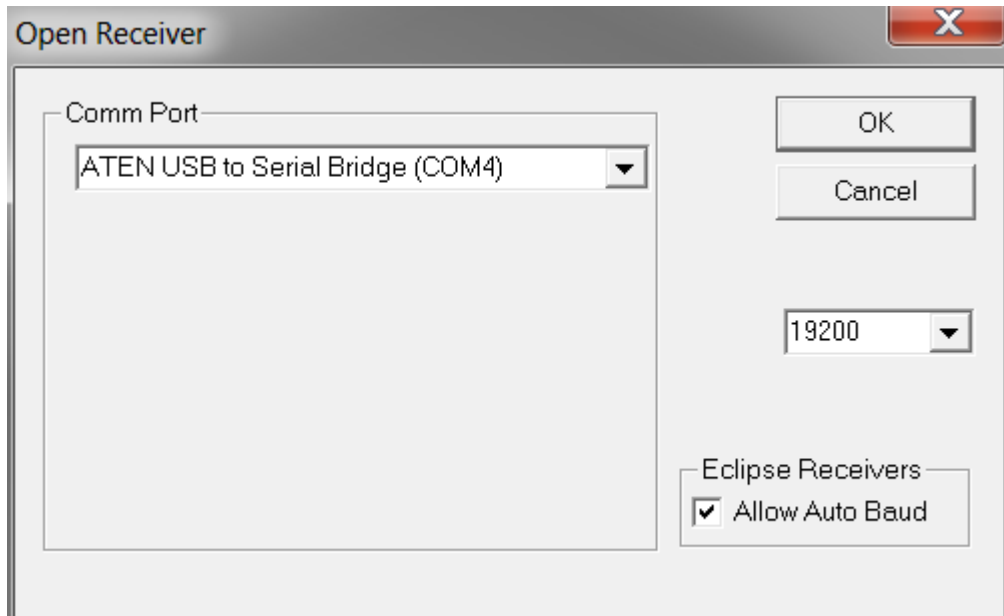 Open Receiver
Comm Port
ATEN USB to Serial Bridge (COM4)
OK
Cancel
19200
Eclipse Receivers
Allow Auto Baud